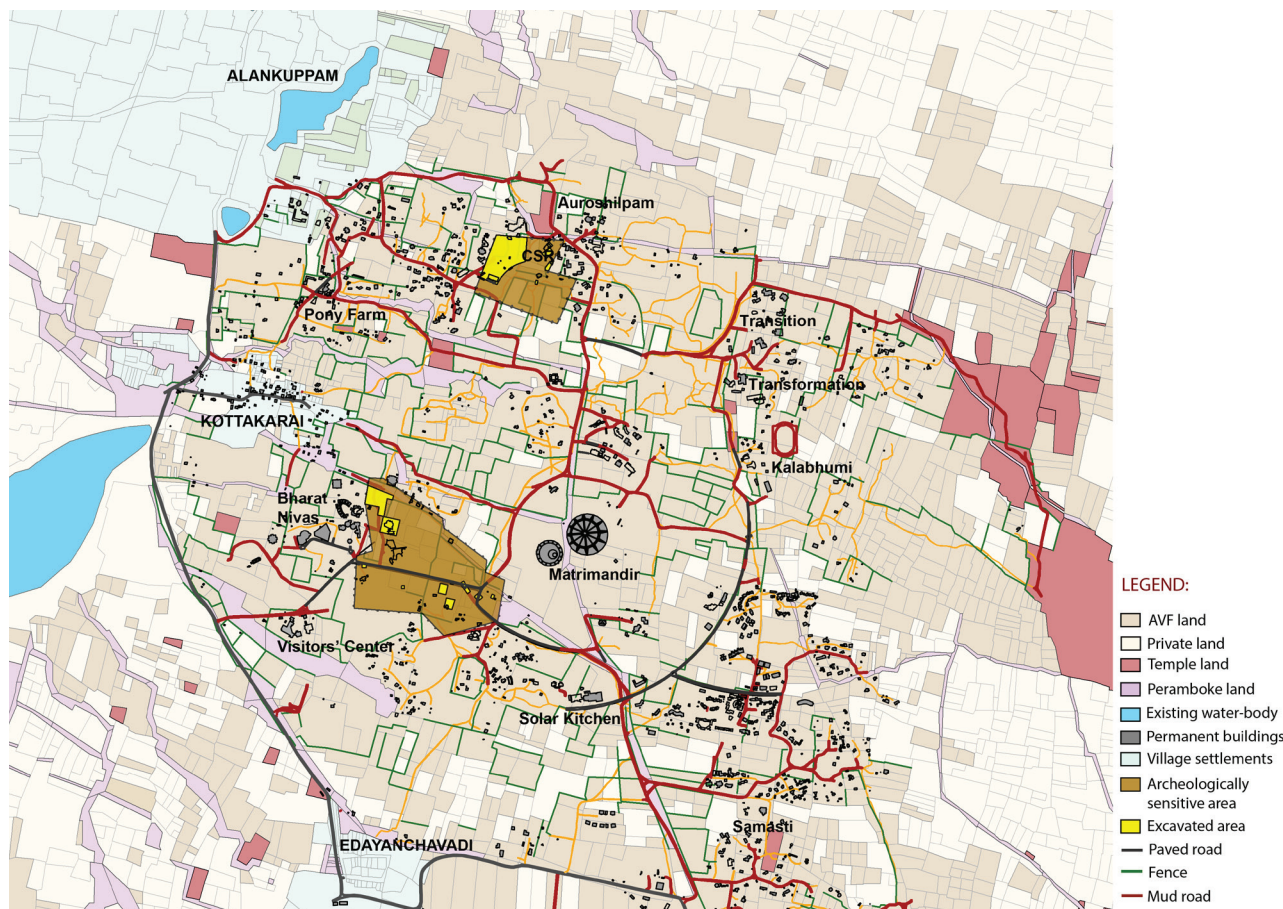 ALANKUPPAM
Auroshilpam
CSR
Pony Farm
Transition
Transformation
KOTTAKARAI
Kalabhumi
Bharat
Nivas
Matrimandir
Visitors' Center
Solar Kitchen
Samasti
EDAYANCHAVADI
LEGEND:
AVF land
Private land
Temple land
Peramboke land
Existing water-body
Permanent buildings
Village settlements
Archeologically
sensitive area
Excavated area
Paved road
Fence
Mud road